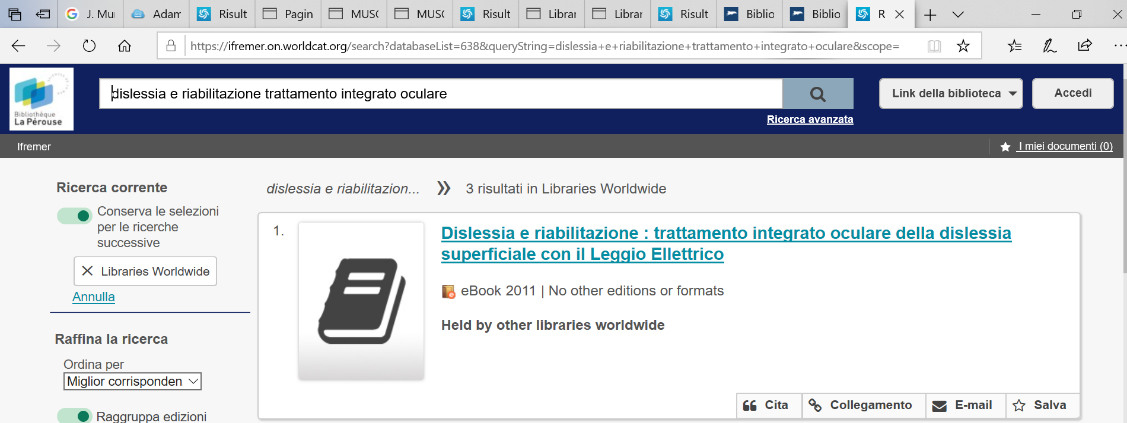 J. Mu
Adam
Risult
Pagin
MUSC
MUSC
Risult
Librar
Librar
Risult
Biblio
Biblio
R
https://ifremer.on.worldcat.org/search?databaseList=638&queryString=dislessia+e+riabilitazione+trattamento+integrato+oculare&scope=
Bibliothèque
La Pérouse
dislessia e riabilitazione trattamento integrato oculare
Link della biblioteca
Accedi
Ricerca avanzata
Ifremer
I miei documenti (0)
Ricerca corrente
Conserva le selezioni
per le ricerche
successive
Libraries Worldwide
Annulla
Raffina la ricerca
Ordina per
Miglior corrisponden
Raggruppa edizioni
dislessia e riabilitazion... 3 risultati in Libraries Worldwide
1.
Dislessia e riabilitazione : trattamento integrato oculare della dislessia
superficiale con il Leggio Ellettrico
eBook 2011 | No other editions or formats
Held by other libraries worldwide
Cita
Collegamento
E-mail
Salva